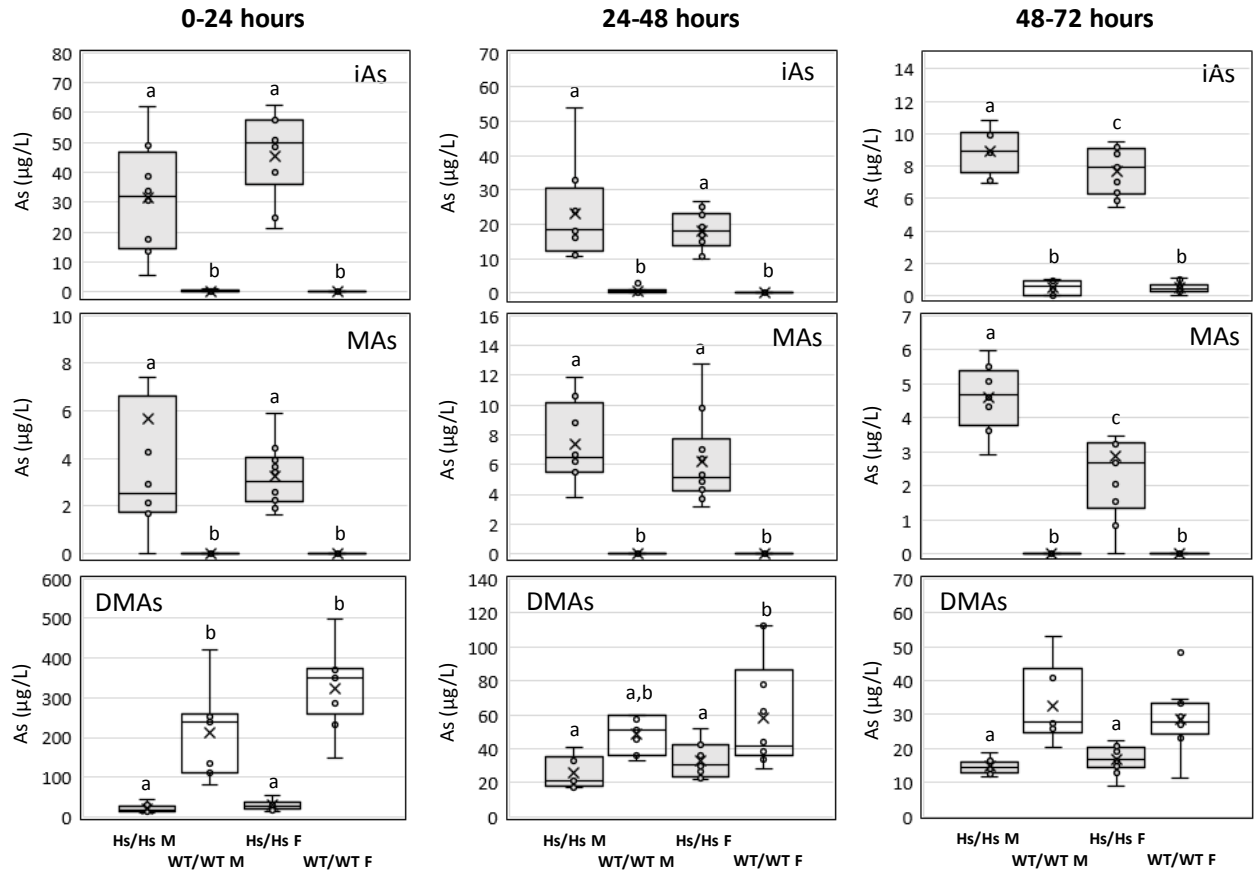 0-24 hours
24-48 hours
48-72 hours
80
70
60
50
40
30
20
10
0
As (µg/L)
iAs
a
b
a
b
70
60
50
40
30
20
10
0
As (µg/L)
iAs
a
b
a
b
14
12
10
8
6
4
2
0
As (µg/L)
iAs
a
b
c
b
10
8
6
4
2
0
As (µg/L)
MAs
a
b
a
b
16
14
12
10
8
6
4
2
0
As (µg/L)
MAs
a
b
a
b
7
6
5
4
3
2
1
0
As (µg/L)
MAs
a
b
c
b
600
500
400
300
200
100
0
As (µg/L)
DMAs
a
b
a
b
140
120
100
80
60
40
20
0
As (µg/L)
DMAs
a
a,b
a
b
70
60
50
40
30
20
10
0
As (µg/L)
DMAs
a
a
Hs/Hs M
WT/WT M
Hs/Hs F
WT/WT F
Hs/Hs M
WT/WT M
Hs/Hs F
WT/WT F
Hs/Hs M
WT/WT M
Hs/Hs F
WT/WT F